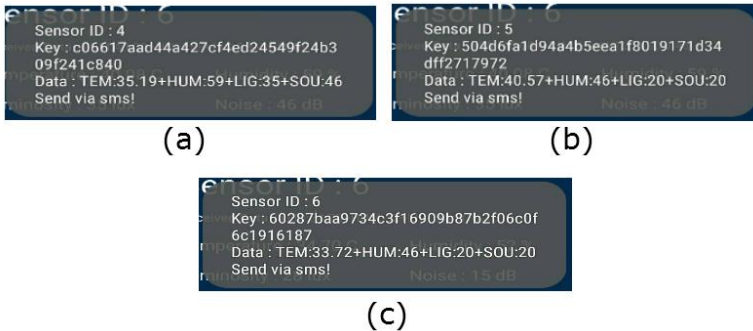 ensor ID : 6
Sensor ID : 4
Key : c06617aad44a427cf4ed24549f24b3
09f241c840
Data : TEM:35.19+HUM:59+LIG:35+SOU:46
Send via sms!
Noise : 46 dB
(a)
ensor ID : 6
Sensor ID : 5
Key : 504d6fa1d94a4b5eea1f8019171d34
dff2717972
Data : TEM:40.57+HUM:46+LIG:20+SOU:20
Send via sms!
Noise : 46 dB
(b)
ensor ID : 6
Sensor ID : 6
Key : 60287baa9734c3f16909b87b2f06c0f
6c1916187
Data : TEM:33.72+HUM:46+LIG:20+SOU:20
Send via sms!
Noise : 15 dB
(c)